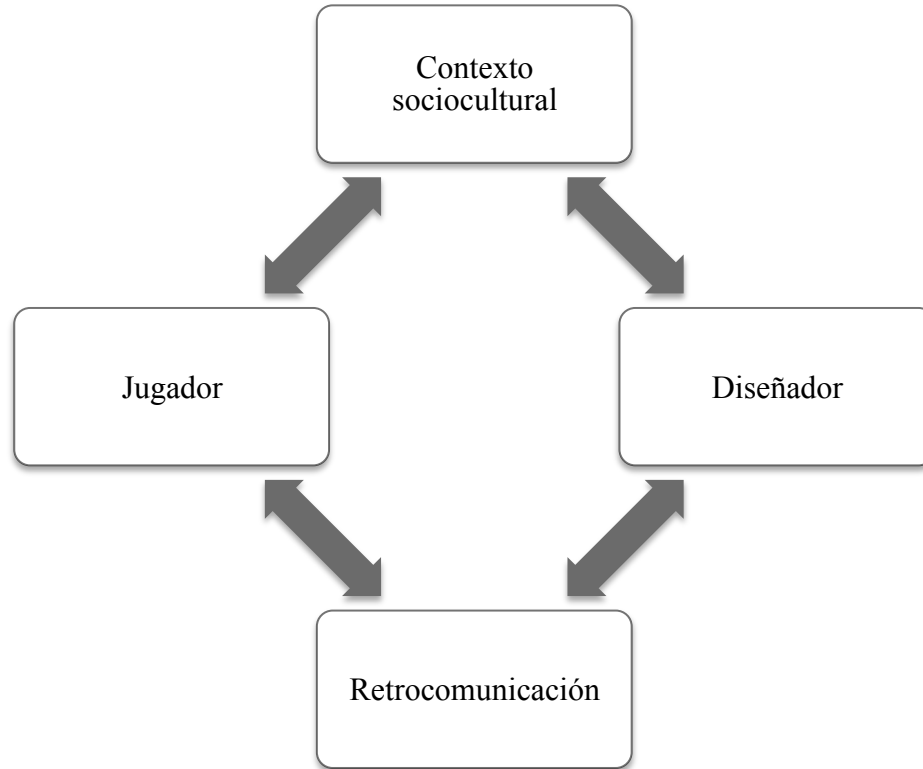 Contexto
sociocultural
Jugador
Diseñador
Retrocomunicación